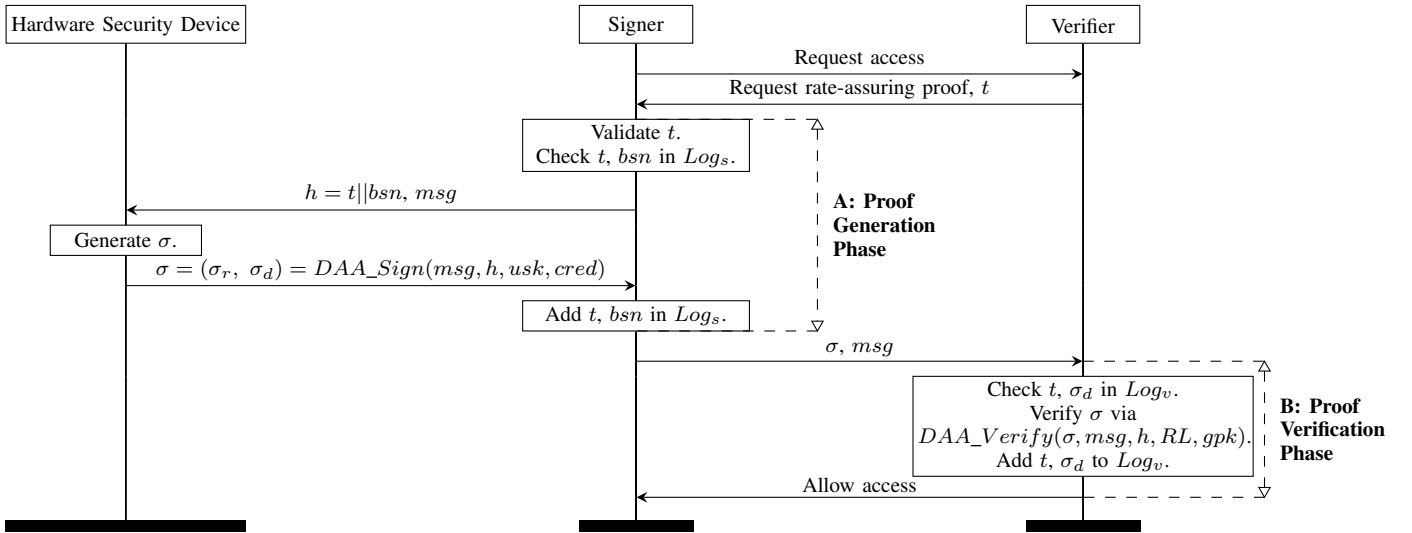 Hardware Security Device
Signer
Verifier
Request access
Request rate-assuring proof, t
Validate t.
Check t, bsn in Log_s.
h = t||bsn, msg
A: Proof
Generation
Phase
Generate σ.
σ = (σ_r, σ_d) = DAA_Sign(msg, h, usk, cred)
Add t, bsn in Log_s.
σ, msg
Check t, σ_d in Log_v.
Verify σ via
DAA_Verify(σ, msg, h, RL, gpk).
Add t, σ_d to Log_v.
B: Proof
Verification
Phase
Allow access